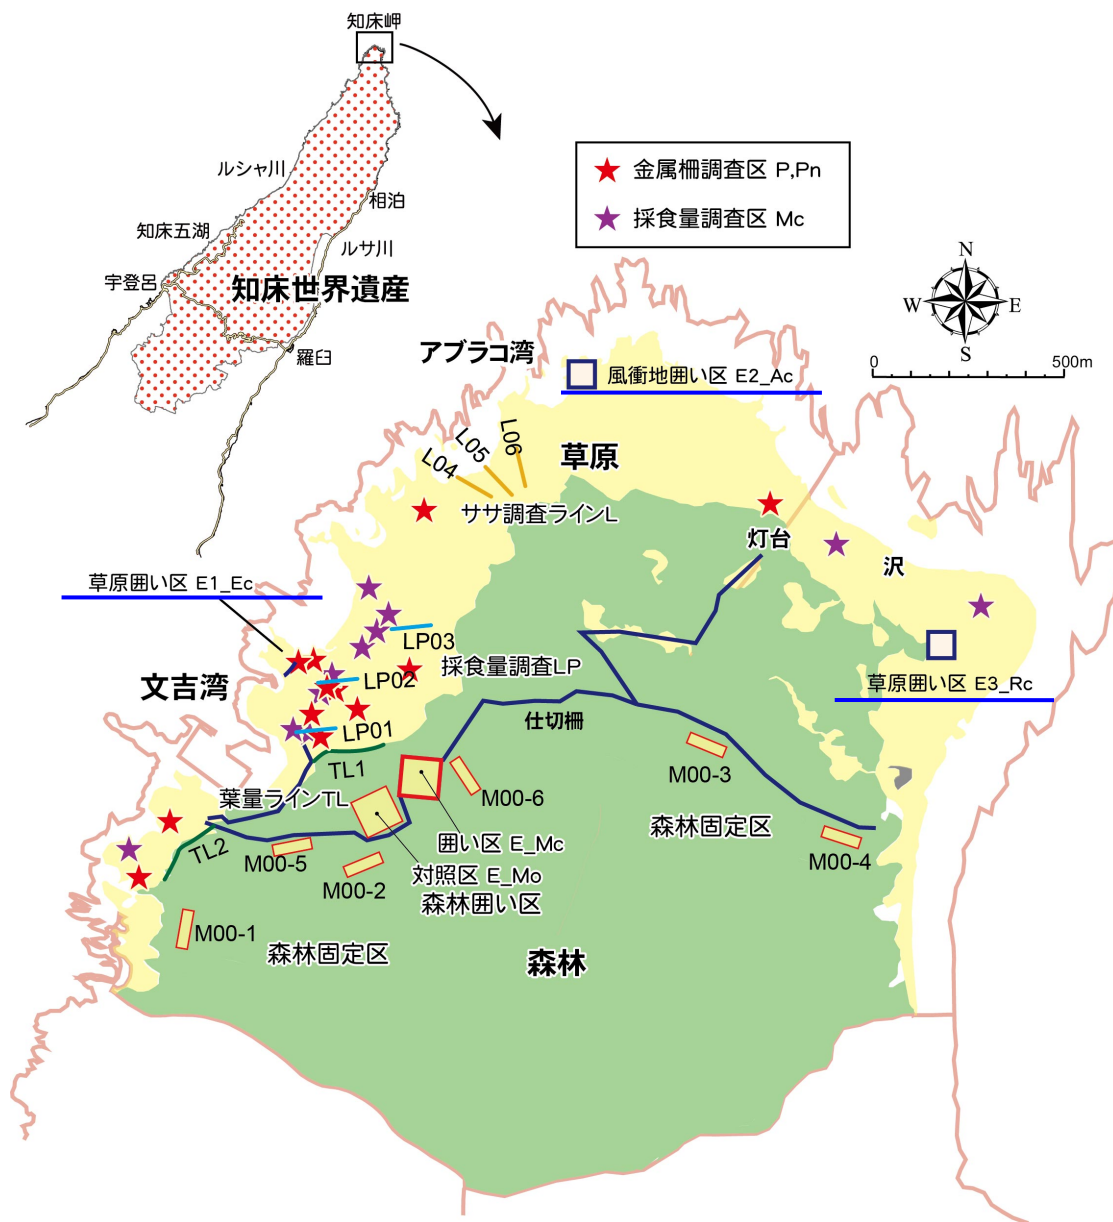 知床岬
ルシャ川
相泊
知床五湖
ルサ川
宇登呂
知床世界遺産
羅臼
金属柵調査区 P,Pn
採食量調査区 Mc
N
W
E
S
0
500m
アブラコ湾
風衝地囲い区 E2_Ac
草原
L04
L05
L06
ササ調査ラインL
灯台
沢
草原囲い区 E1_Ec
LP03
採食量調査LP
文吉湾
LP02
草原囲い区 E3_Rc
LP01
仕切柵
TL1
M00-3
葉量ラインTL
M00-6
森林固定区
TL2
囲い区 E_Mc
M00-4
M00-5
対照区 E_Mo
M00-2
森林囲い区
M00-1
森林固定区
森林